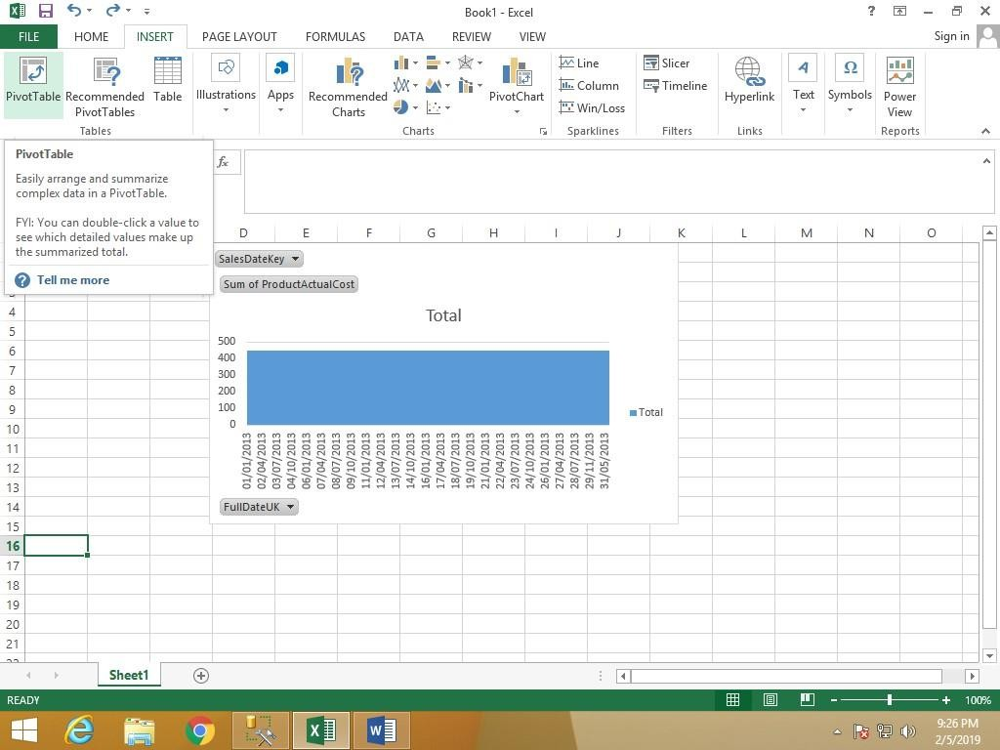 Book1 - Excel
FILE HOME INSERT PAGE LAYOUT FORMULAS DATA REVIEW VIEW Sign in
PivotTable
Recommended
PivotTables
Table
Tables
Illustrations
Apps
Recommended
Charts
PivotChart
Charts
Line
Column
Win/Loss
Sparklines
Slicer
Timeline
Filters
Hyperlink
Links
Text
Symbols
Power
View
Reports
PivotTable
Easily arrange and summarize
complex data in a PivotTable.
FYI: You can double-click a value to
see which detailed values make up
the summarized total.
Tell me more
fx
D E F G H I J K L M N O
SalesDateKey
Sum of ProductActualCost
Total
500
400
300
200
100
0
Total
01/01/2013
02/04/2013
03/07/2013
04/10/2013
06/01/2013
07/04/2013
08/07/2013
09/10/2013
11/01/2013
12/04/2013
13/07/2013
14/10/2013
16/01/2013
17/04/2013
18/07/2013
19/10/2013
21/01/2013
22/04/2013
23/07/2013
24/10/2013
26/01/2013
27/04/2013
28/07/2013
29/11/2013
31/05/2013
FullDateUK
4
5
6
7
8
9
10
11
12
13
14
15
16
17
18
19
20
21
Sheet1
READY
100%
9:26 PM
2/5/2019